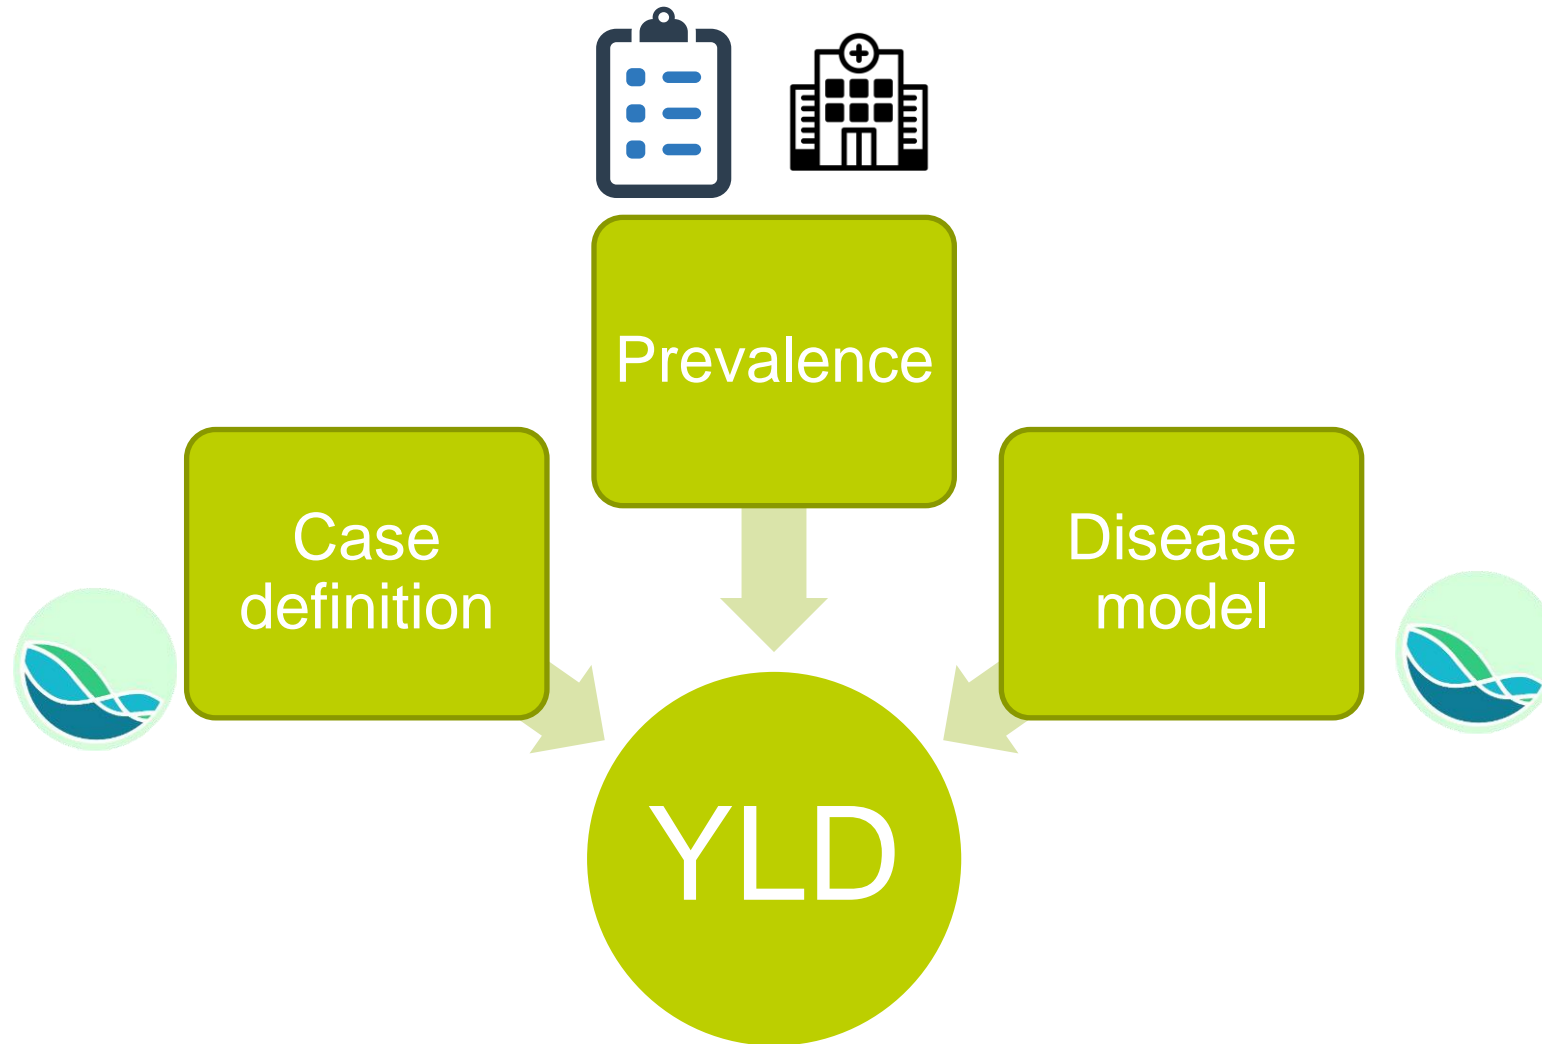 Prevalence
Case
definition
Disease
model
YLD